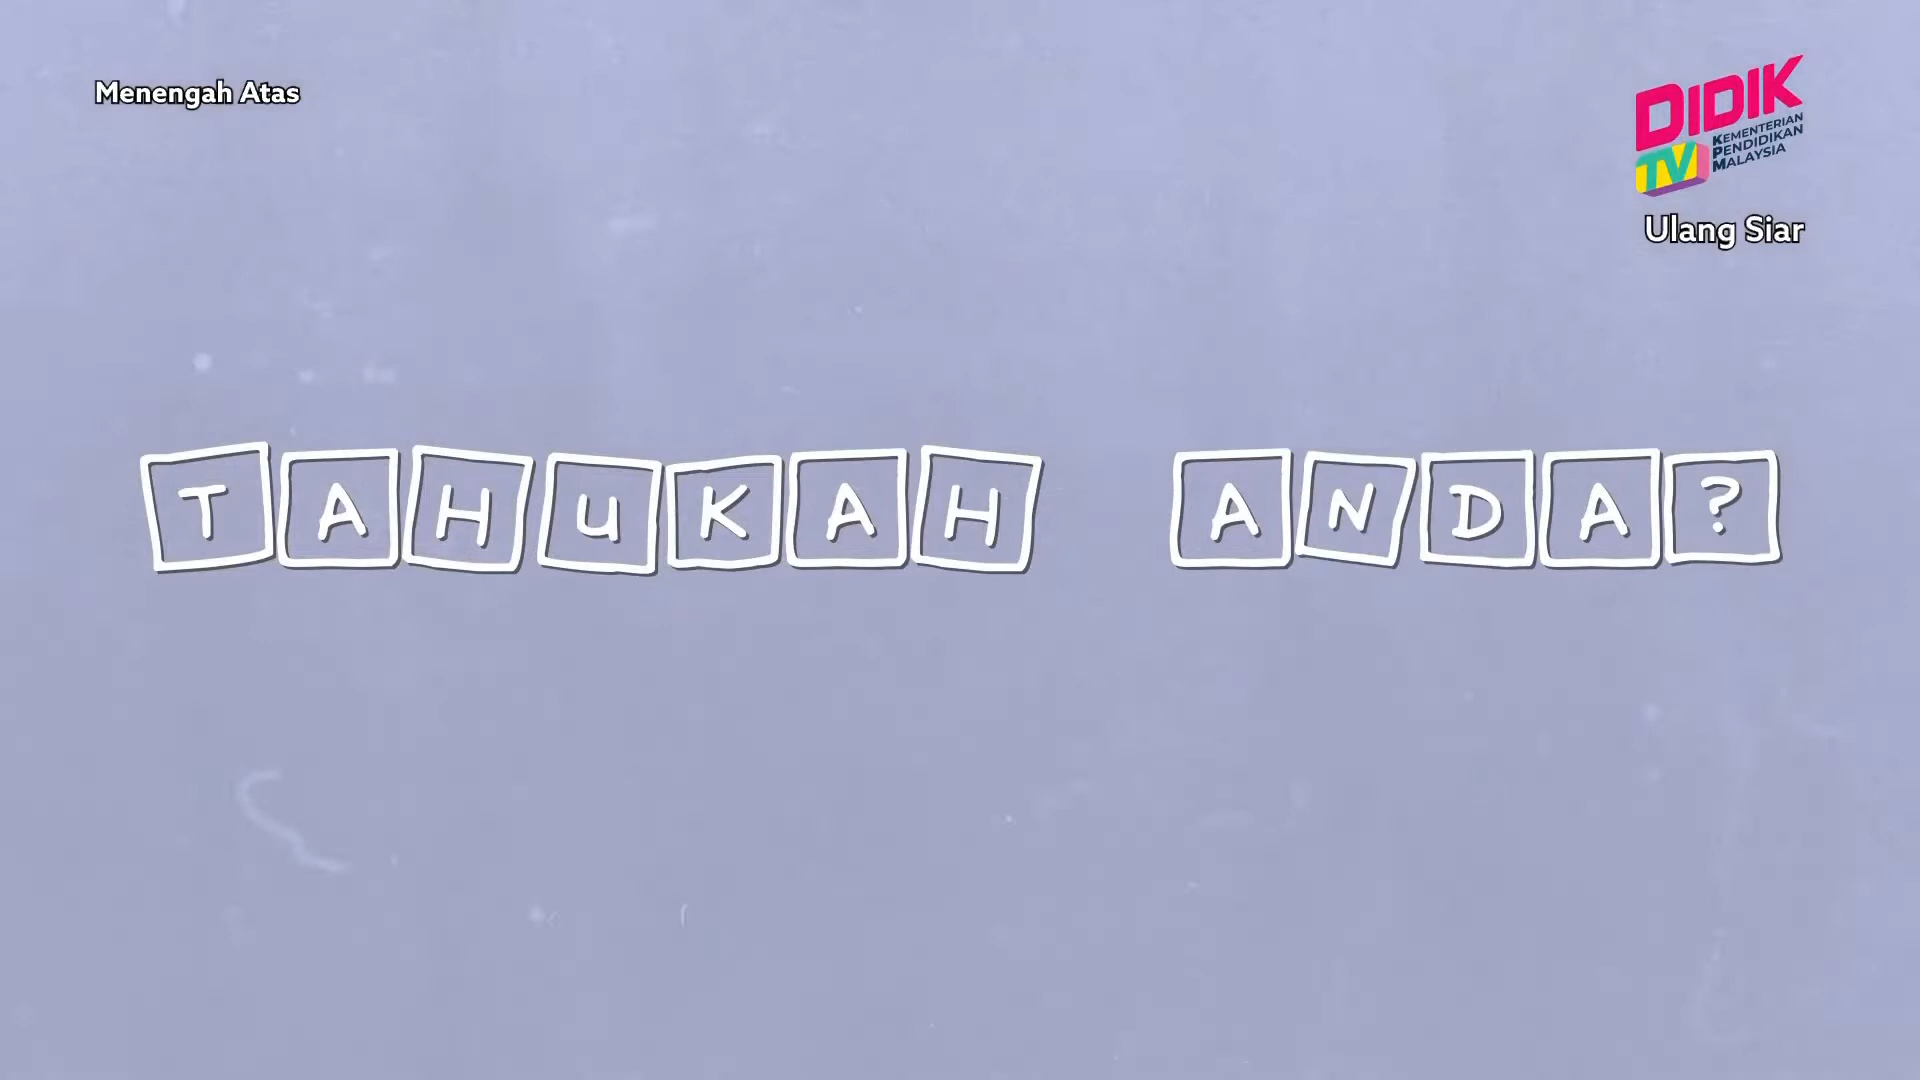 Menengah Atas
DIDIK
TV
KEMENTERIAN
PENDIDIKAN
MALAYSIA
Ulang Siar
TAHUKAH ANDA?